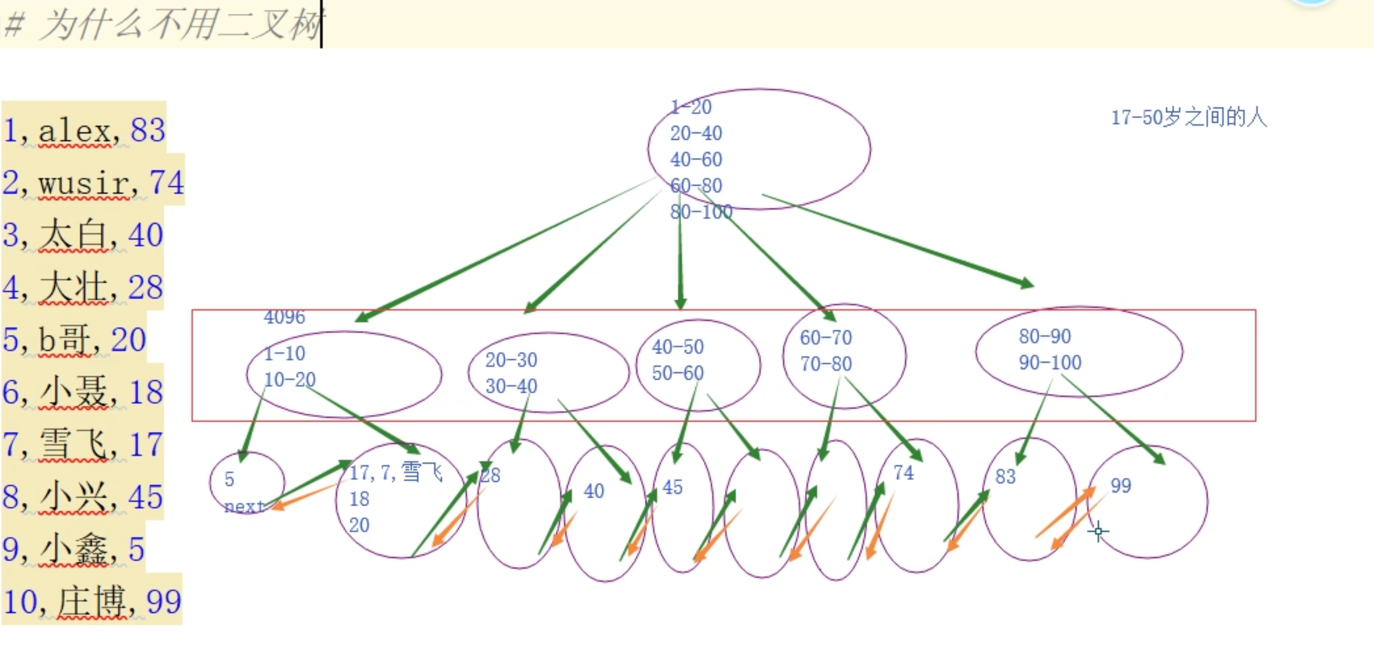 # 为什么不用二叉树
1,alex,83
2,wusir,74
3,太白,40
4,大壮,28
5,b哥,20
6,小聂,18
7,雪飞,17
8,小兴,45
9,小鑫,5
10,庄博,99
17-50岁之间的人
1-20
20-40
40-60
60-80
80-100
4096
1-10
10-20
20-30
30-40
40-50
50-60
60-70
70-80
80-90
90-100
5
next
17,7,雪飞
18
20
28
40
45
74
83
99